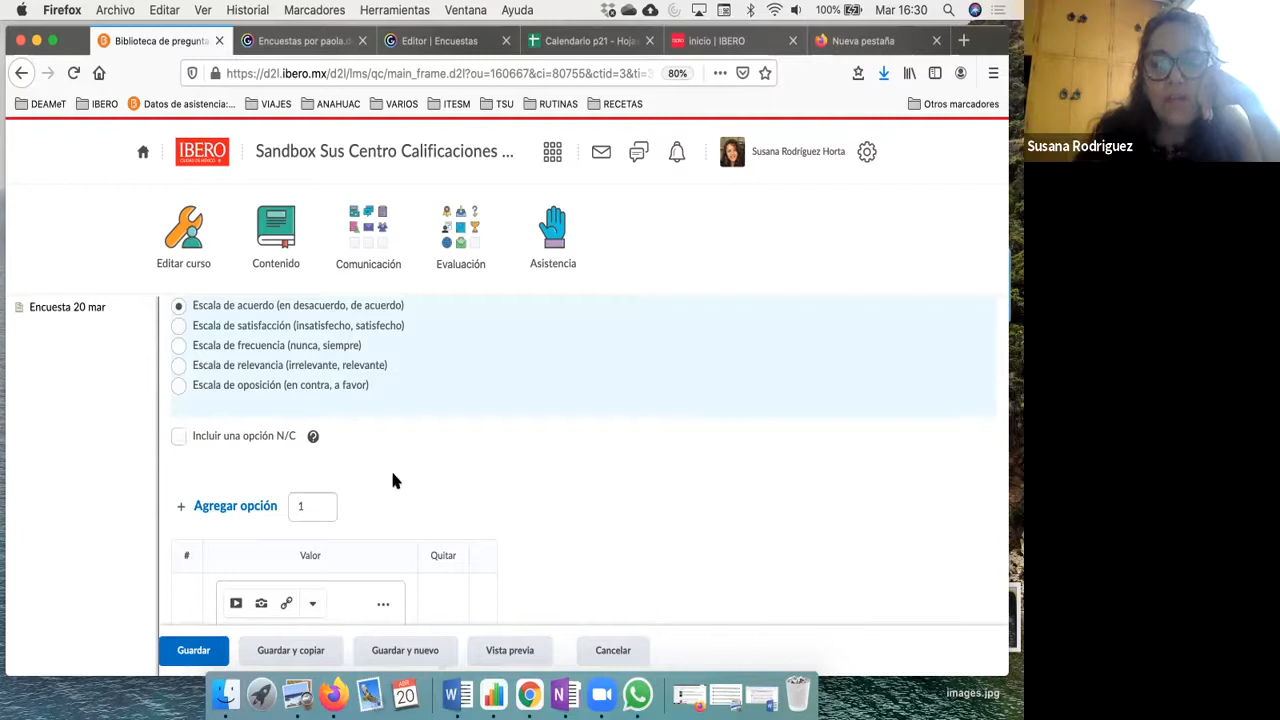 Firefox Archivo Editar Ver Historial Marcadores Herramientas Ventana Ayuda 100% Mar 16:30
Biblioteca de pregunta Encuestas por paola.d Editor | Encuestas Calendario p21 - Hoja inicio | IBERO Nueva pestaña
https://d2l.ibero.mx/d2l/lms/qc/main_frame.d2l?ou=160667&ci=80755&ctid=3&ti=3 80%
DEAMeT IBERO Datos de asistencia:... VIAJES ANAHUAC VARIOS ITESM TSU RUTINAS RECETAS Otros marcadores
IBERO
CIUDAD DE MÉXICO
Sandbox Sus Centro Calificaciones ... Susana Rodríguez Horta
Editar curso Contenido Comunicación Evaluación Asistencia
Encuesta 20 mar
Escala de acuerdo (en desacuerdo, de acuerdo)
Escala de satisfacción (insatisfecho, satisfecho)
Escala de frecuencia (nunca, siempre)
Escala de relevancia (irrelevante, relevante)
Escala de oposición (en contra, a favor)
Incluir una opción N/C
+ Agregar opción 1
# Valor Quitar
Guardar Guardar y copiar Guardar y nuevo Vista previa Cancelar
20
images.jpg
Susana Rodriguez